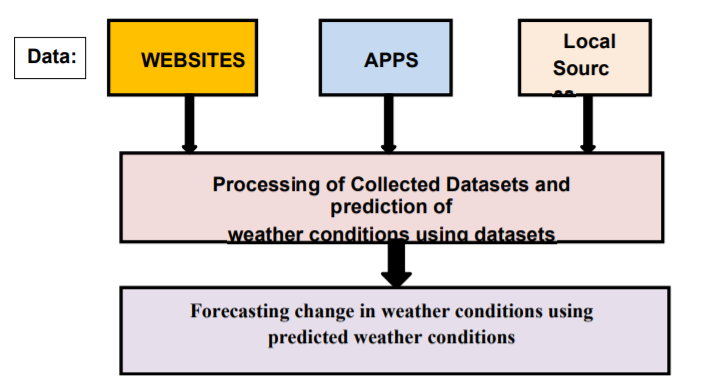 Data:
WEBSITES
APPS
Local
Sourc
es
Processing of Collected Datasets and
prediction of
weather conditions using datasets
Forecasting change in weather conditions using
predicted weather conditions